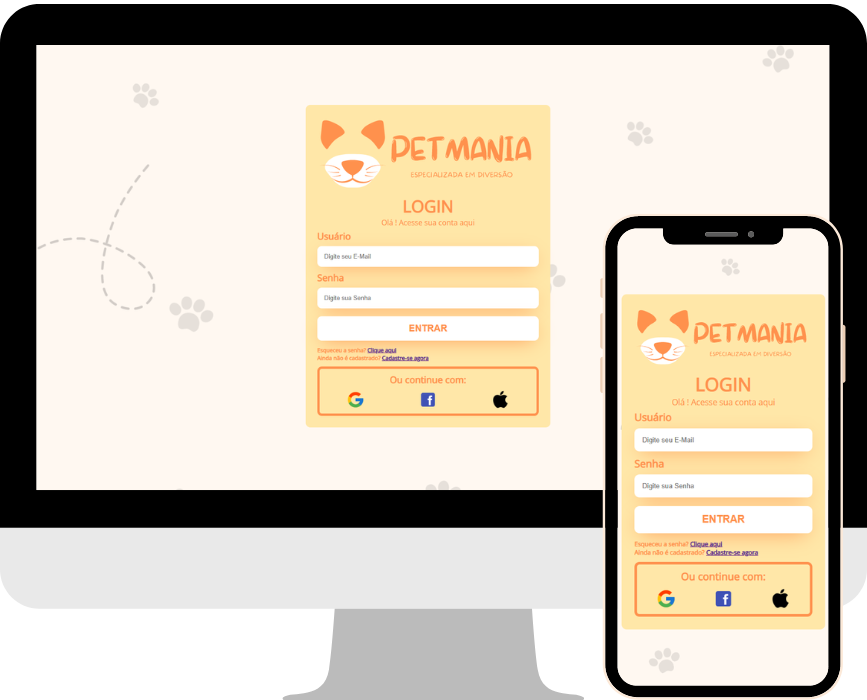 PETMANIA
ESPECIALIZADA EM DIVERSÃO
LOGIN
Olá ! Acesse sua conta aqui
Usuário
Digite seu E-Mail
Senha
Digite sua Senha
ENTRAR
Esqueceu a senha? Clique aqui
Ainda não é cadastrado? Cadastre-se agora
Ou continue com:
f
PETMANIA
ESPECIALIZADA EM DIVERSÃO
LOGIN
Olá ! Acesse sua conta aqui
Usuário
Digite seu E-Mail
Senha
Digite sua Senha
ENTRAR
Esqueceu a senha? Clique aqui
Ainda não é cadastrado? Cadastre-se agora
Ou continue com:
f